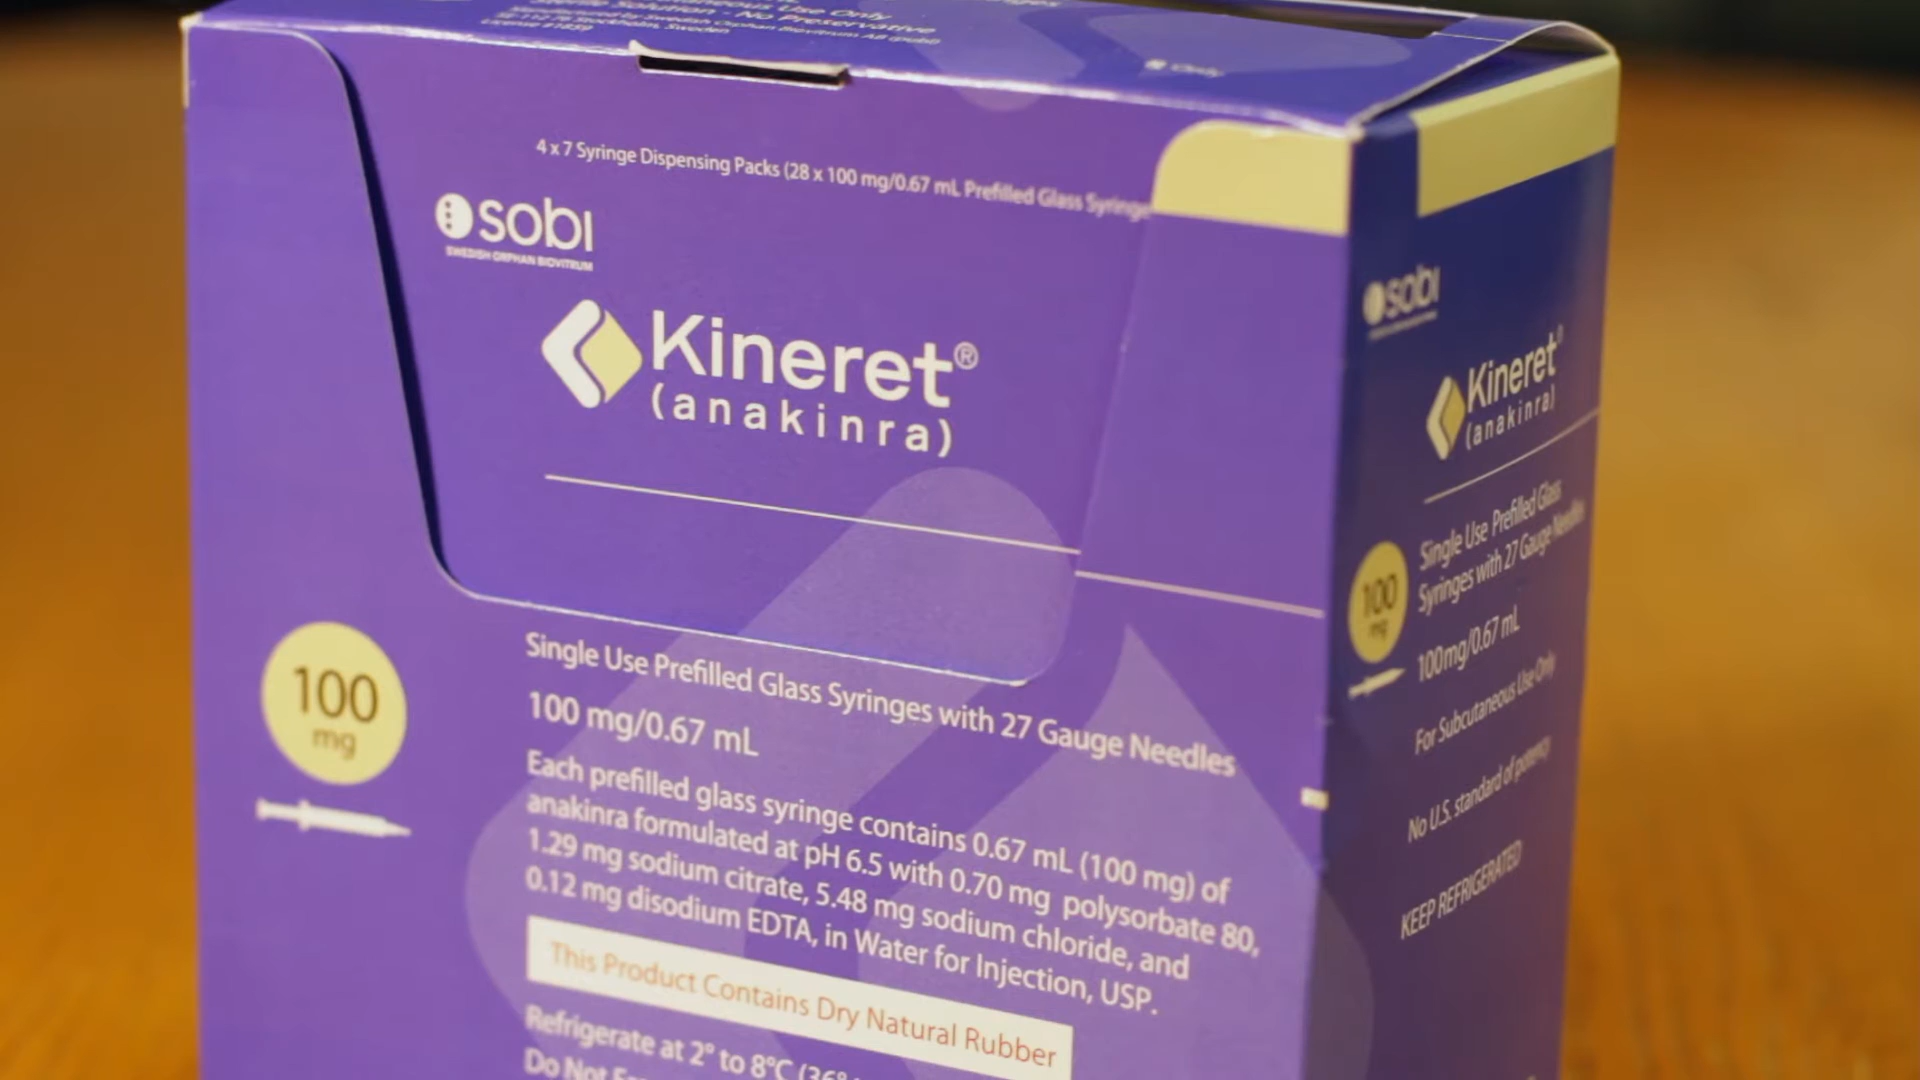 Sterile Solution - No Preservative
4 x 7 Syringe Dispensing Packs (28 x 100 mg/0.67 mL Prefilled Glass Syringe
sobi
SWEDISH ORPHAN BIOVITRUM
Kineret®
(anakinra)
100
mg
Single Use Prefilled Glass Syringes with 27 Gauge Needles
100 mg/0.67 mL
Each prefilled glass syringe contains 0.67 mL (100 mg) of
anakinra formulated at pH 6.5 with 0.70 mg polysorbate 80,
1.29 mg sodium citrate, 5.48 mg sodium chloride, and
0.12 mg disodium EDTA, in Water for Injection, USP.
This Product Contains Dry Natural Rubber
Refrigerate at 2° to 8°C (36°
Do Not
sobi
Kineret®
(anakinra)
Single Use Prefilled Glass
Syringes with 27 Gauge Needles
100
mg
100mg/0.67 mL
For Subcutaneous Use Only
No U.S. standard of potency
KEEP REFRIGERATED